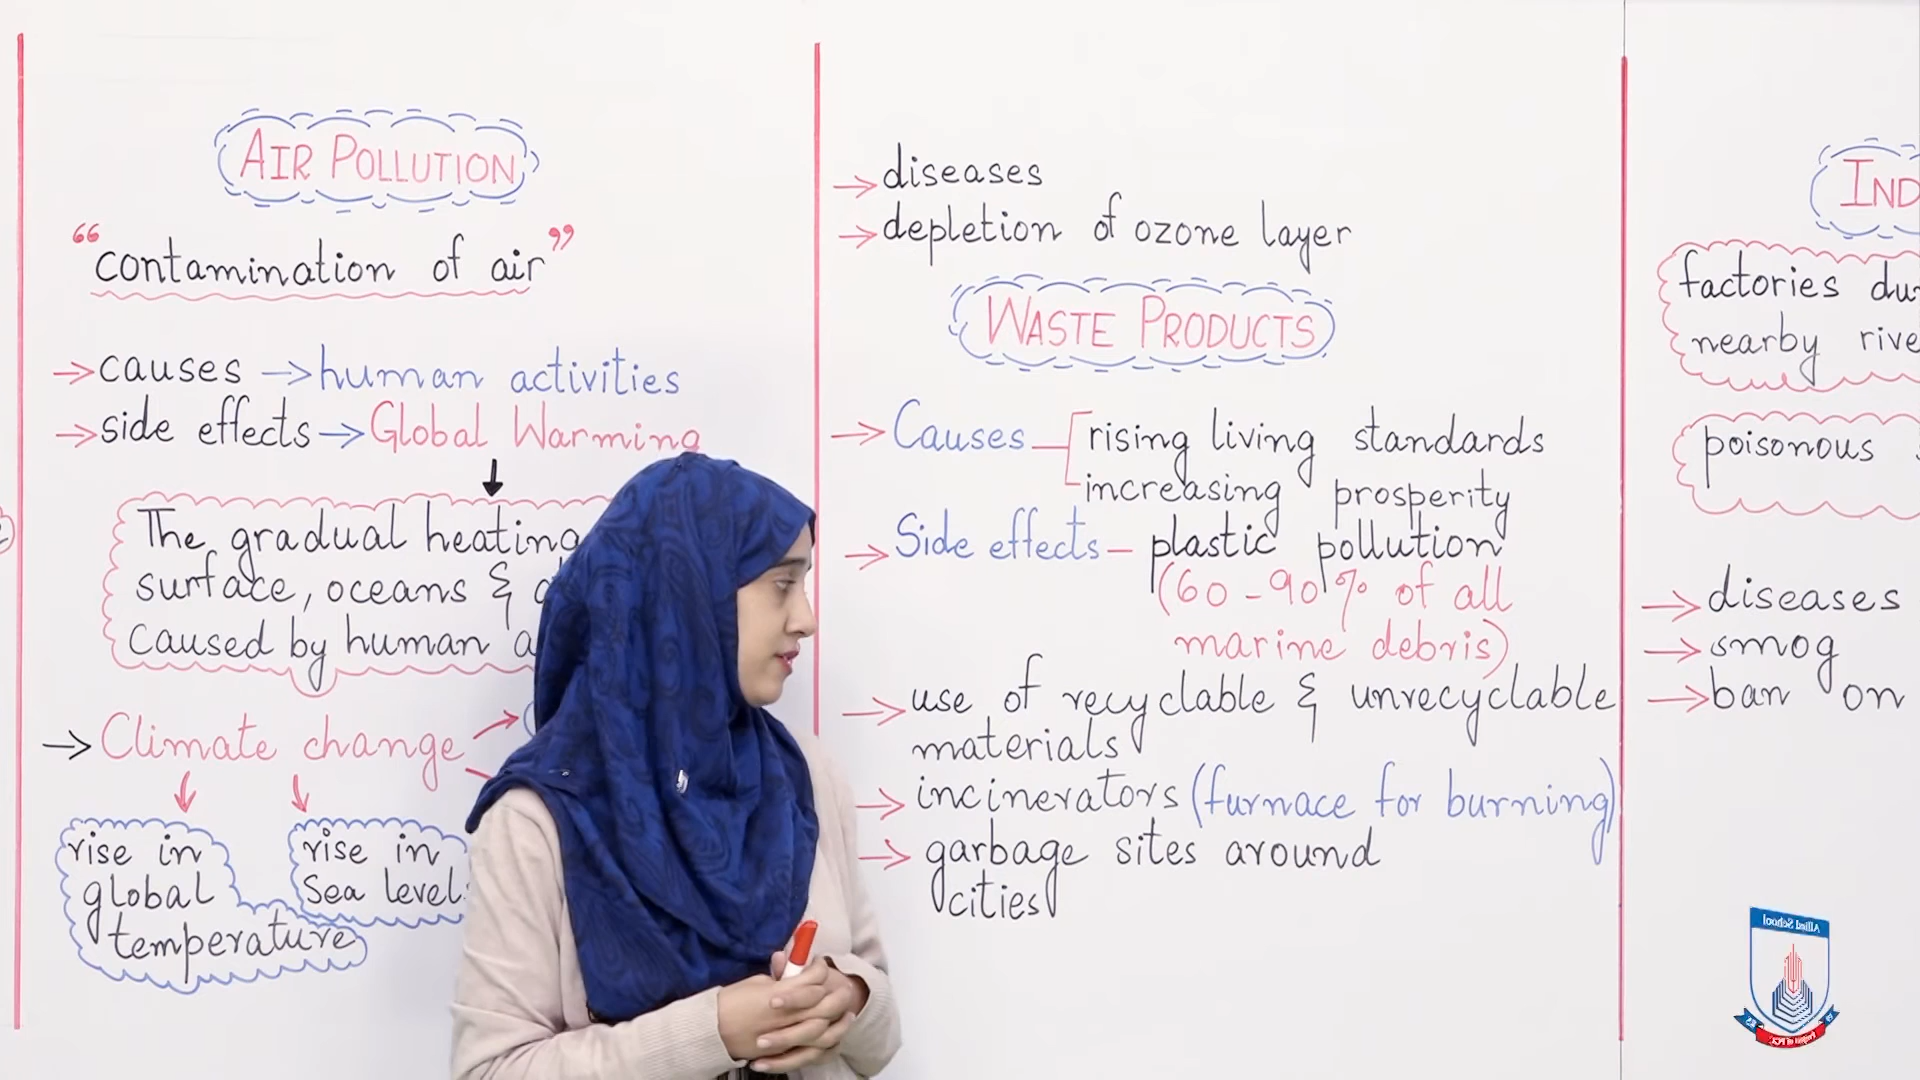 AIR POLLUTION
“contamination of air”
→ causes → human activities
→ side effects → Global Warming
The gradual heating
surface, oceans &
caused by human
→ Climate change
rise in
global
temperature
rise in
Sea level
→ diseases
→ depletion of ozone layer
WASTE PRODUCTS
→ Causes rising living standards
increasing prosperity
→ Side effects – plastic pollution
(60 - 90% of all
marine debris)
→ use of recyclable & unrecyclable
materials
→ incinerators (furnace for burning)
→ garbage sites around
cities
factories
nearby
poisonous
→ diseases
→ smog
→ ban on
Allied School